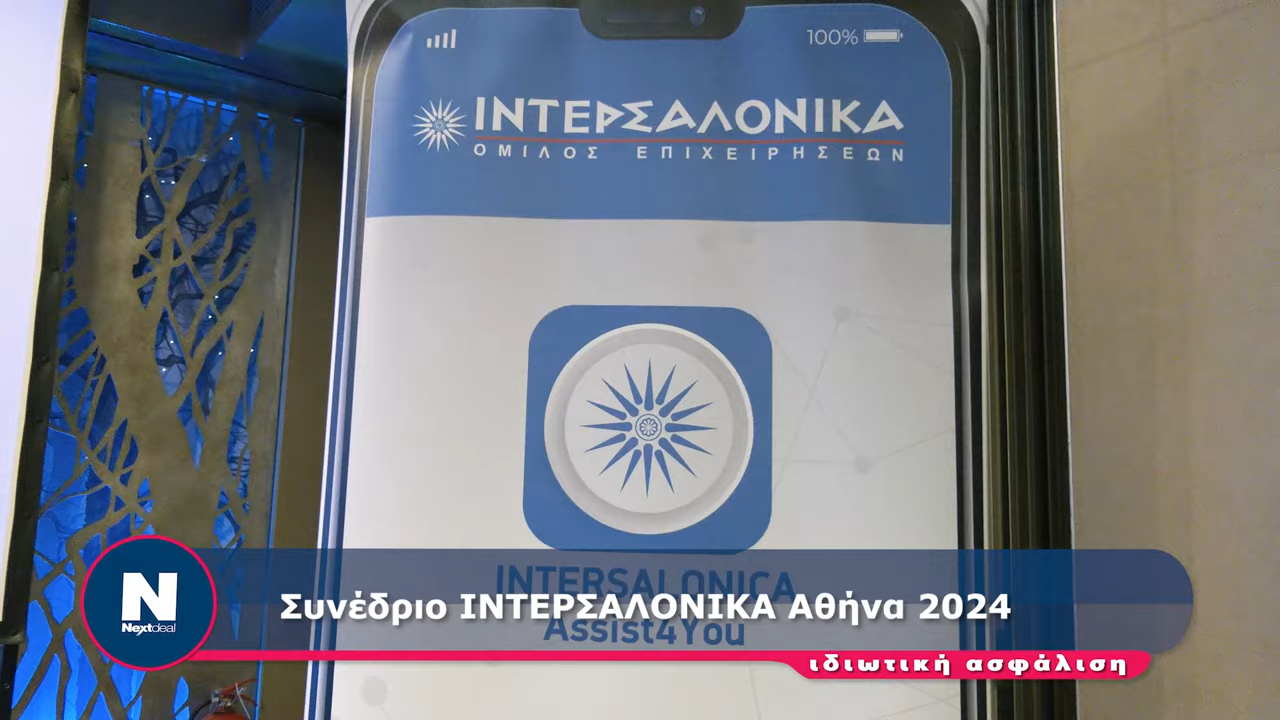 100%
ΙΝΤΕΡΣΑΛΟΝΙΚΑ
ΟΜΙΛΟΣ ΕΠΙΧΕΙΡΗΣΕΩΝ
INTERSALONICA
Assist4You
Συνέδριο ΙΝΤΕΡΣΑΛΟΝΙΚΑ Αθήνα 2024
N
Nextdeal
ιδιωτική ασφάλιση